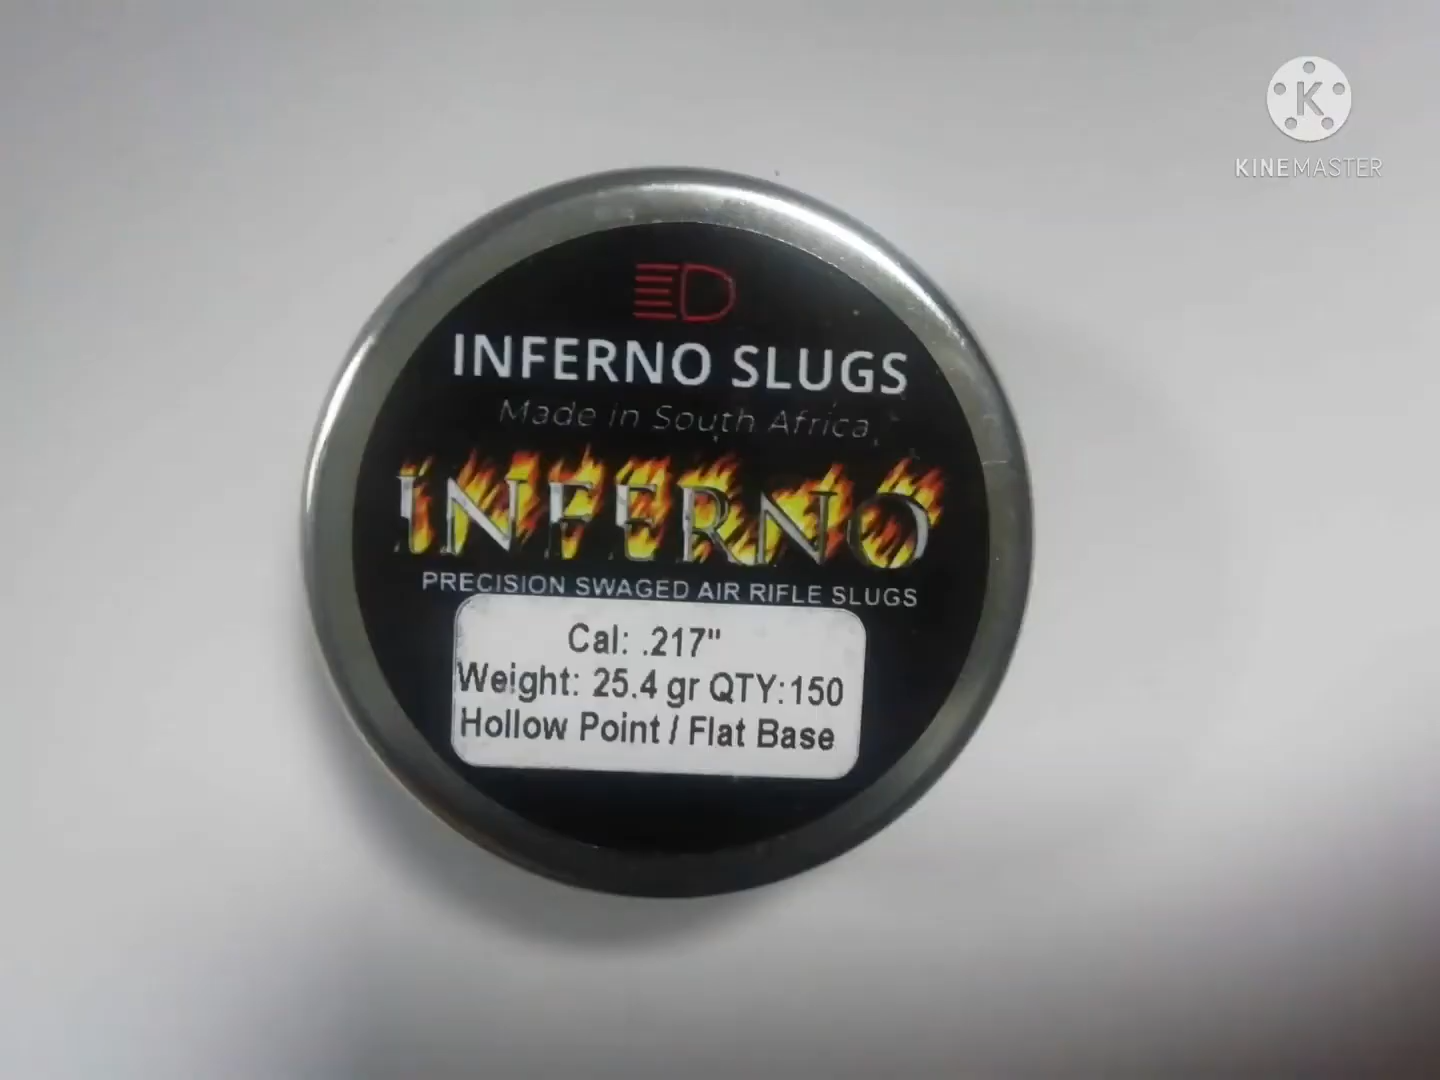 K
KINEMASTER
INFERNO SLUGS
Made in South Africa
INFERNO
PRECISION SWAGED AIR RIFLE SLUGS
Cal: .217"
Weight: 25.4 gr QTY:150
Hollow Point / Flat Base